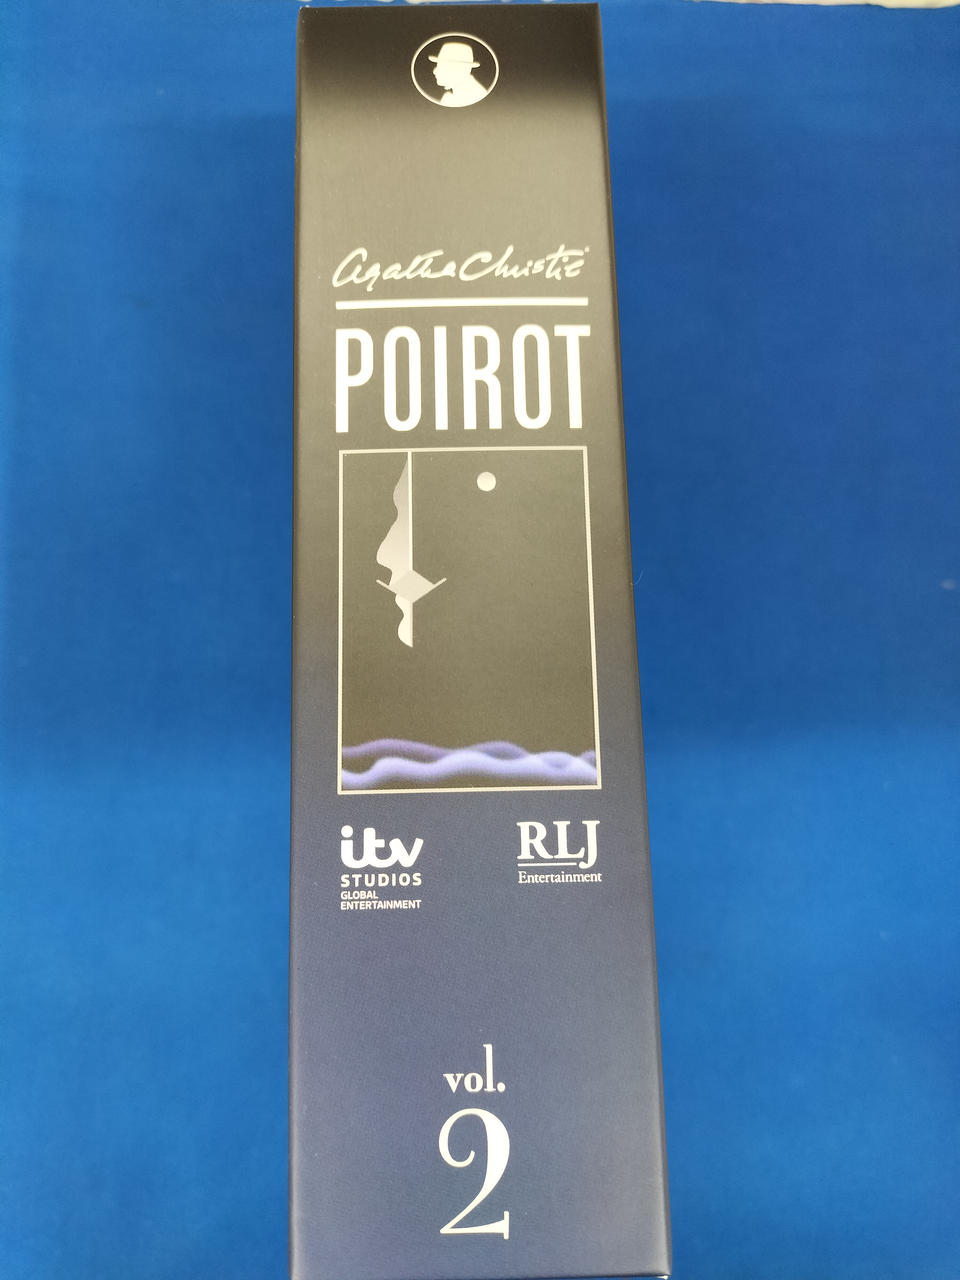 Agatha Christie
POIROT
itv
STUDIOS
GLOBAL
ENTERTAINMENT
RLJ
Entertainment
vol.
2